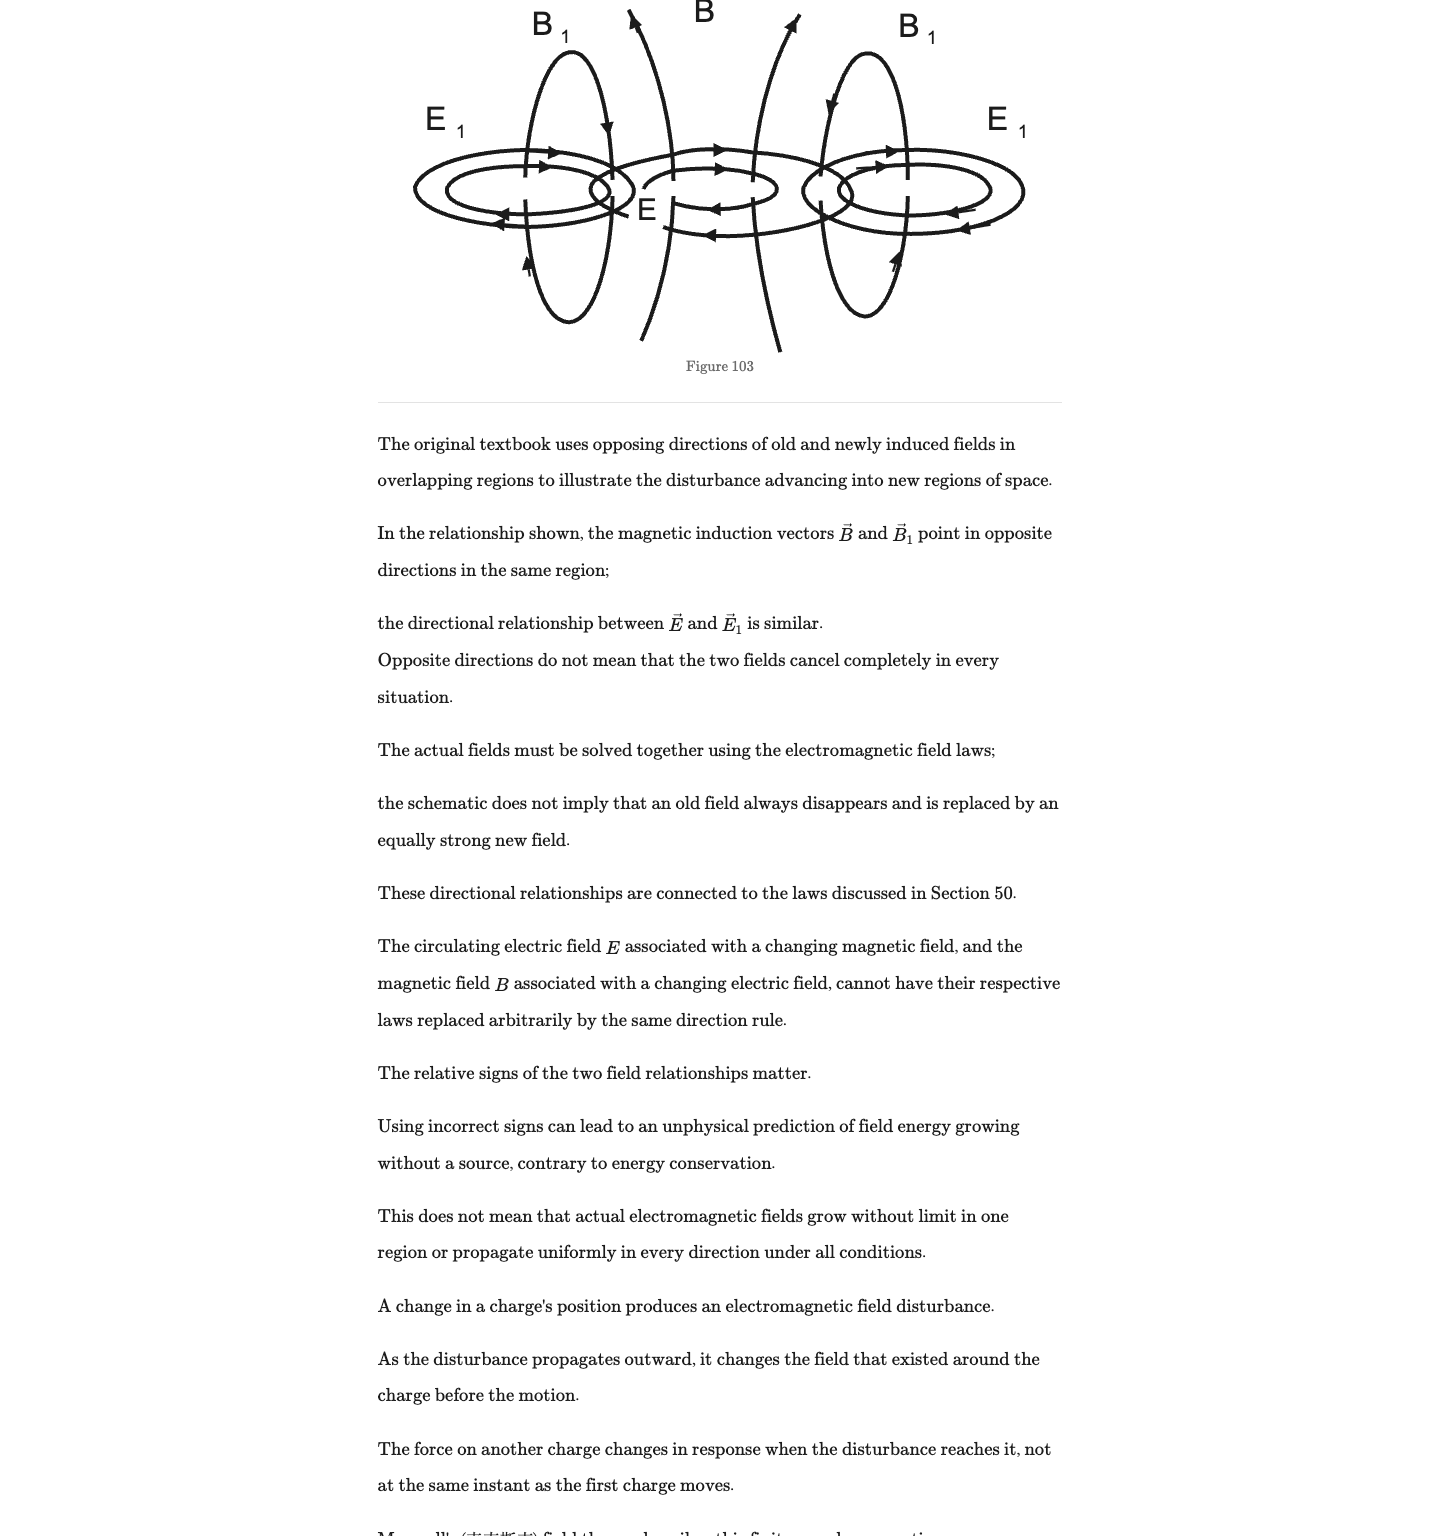 B 1 B B 1
E 1 E 1
E
Figure 103
The original textbook uses opposing directions of old and newly induced fields in
overlapping regions to illustrate the disturbance advancing into new regions of space.
In the relationship shown, the magnetic induction vectors B⃗ and B⃗₁ point in opposite
directions in the same region;
the directional relationship between E⃗ and E⃗₁ is similar.
Opposite directions do not mean that the two fields cancel completely in every
situation.
The actual fields must be solved together using the electromagnetic field laws;
the schematic does not imply that an old field always disappears and is replaced by an
equally strong new field.
These directional relationships are connected to the laws discussed in Section 50.
The circulating electric field E associated with a changing magnetic field, and the
magnetic field B associated with a changing electric field, cannot have their respective
laws replaced arbitrarily by the same direction rule.
The relative signs of the two field relationships matter.
Using incorrect signs can lead to an unphysical prediction of field energy growing
without a source, contrary to energy conservation.
This does not mean that actual electromagnetic fields grow without limit in one
region or propagate uniformly in every direction under all conditions.
A change in a charge's position produces an electromagnetic field disturbance.
As the disturbance propagates outward, it changes the field that existed around the
charge before the motion.
The force on another charge changes in response when the disturbance reaches it, not
at the same instant as the first charge moves.